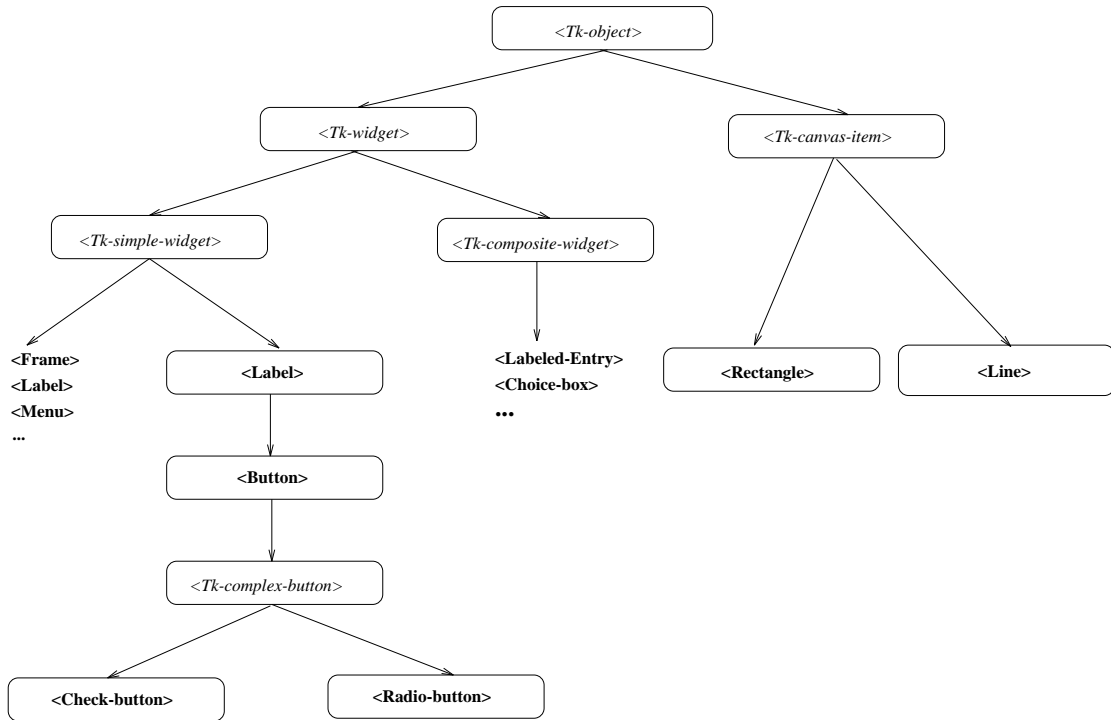 <Tk-object>
<Tk-widget>
<Tk-canvas-item>
<Tk-simple-widget>
<Tk-composite-widget>
<Frame>
<Label>
<Menu>
...
<Label>
<Labeled-Entry>
<Choice-box>
...
<Rectangle>
<Line>
<Button>
<Tk-complex-button>
<Check-button>
<Radio-button>